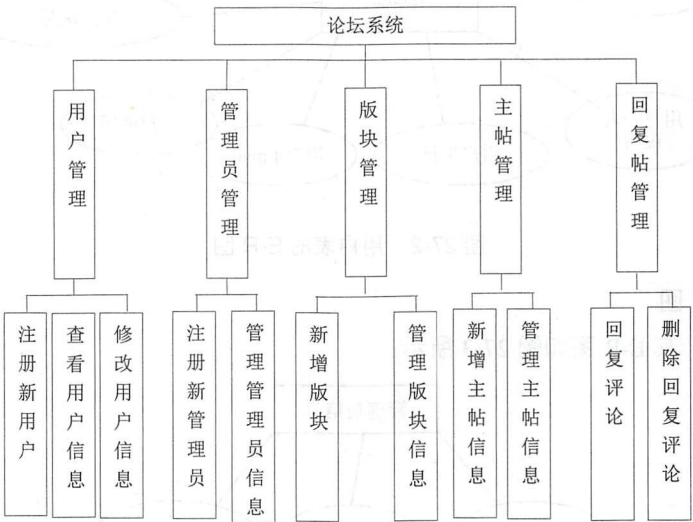 论坛系统
用户管理
管理员管理
版块管理
主帖管理
回复帖管理
注册新用户
查看用户信息
修改用户信息
注册新管理员
管理管理员信息
新增版块
管理版块信息
新增主帖信息
管理主帖信息
回复评论
删除回复评论